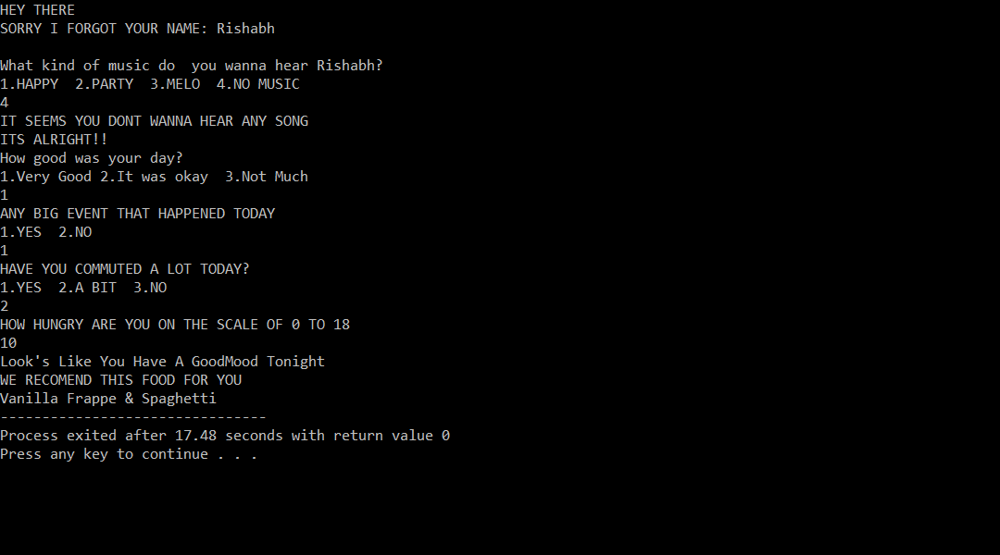 HEY THERE
SORRY I FORGOT YOUR NAME: Rishabh
What kind of music do  you wanna hear Rishabh?
1.HAPPY  2.PARTY  3.MELO  4.NO MUSIC
4
IT SEEMS YOU DONT WANNA HEAR ANY SONG
ITS ALRIGHT!!
How good was your day?
1.Very Good 2.It was okay  3.Not Much
1
ANY BIG EVENT THAT HAPPENED TODAY
1.YES  2.NO
1
HAVE YOU COMMUTED A LOT TODAY?
1.YES  2.A BIT  3.NO
2
HOW HUNGRY ARE YOU ON THE SCALE OF 0 TO 18
10
Look's Like You Have A GoodMood Tonight
WE RECOMEND THIS FOOD FOR YOU
Vanilla Frappe & Spaghetti
--------------------------------
Process exited after 17.48 seconds with return value 0
Press any key to continue . . .